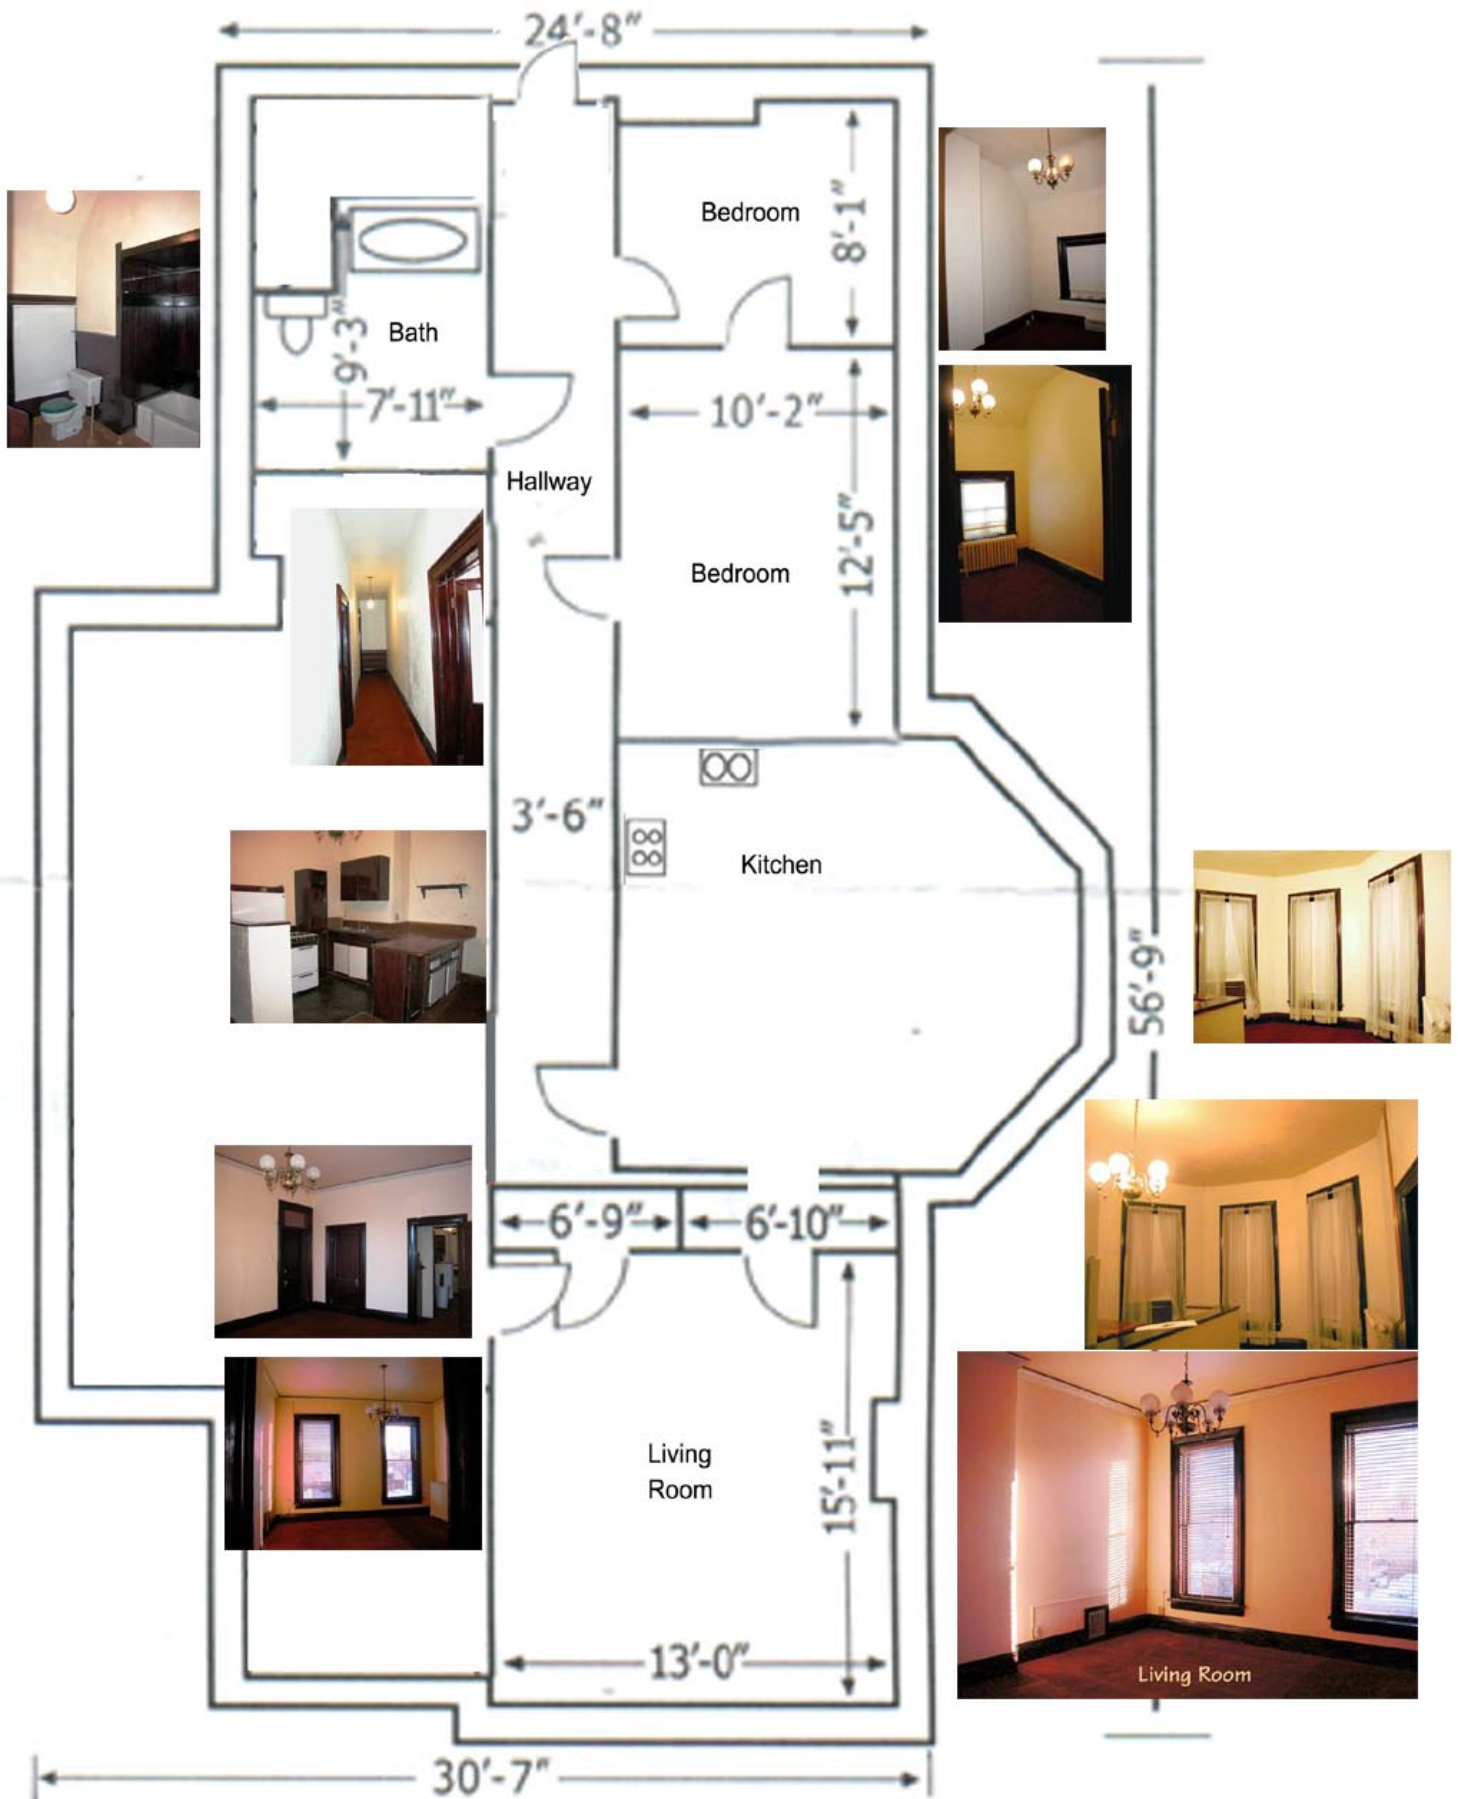 24'-8"
Bedroom
8'-1"
Bath
9'-3"
7'-11"
10'-2"
Hallway
Bedroom
12'-5"
3'-6"
Kitchen
56'-9"
6'-9"
6'-10"
Living
Room
15'-11"
13'-0"
Living Room
30'-7"